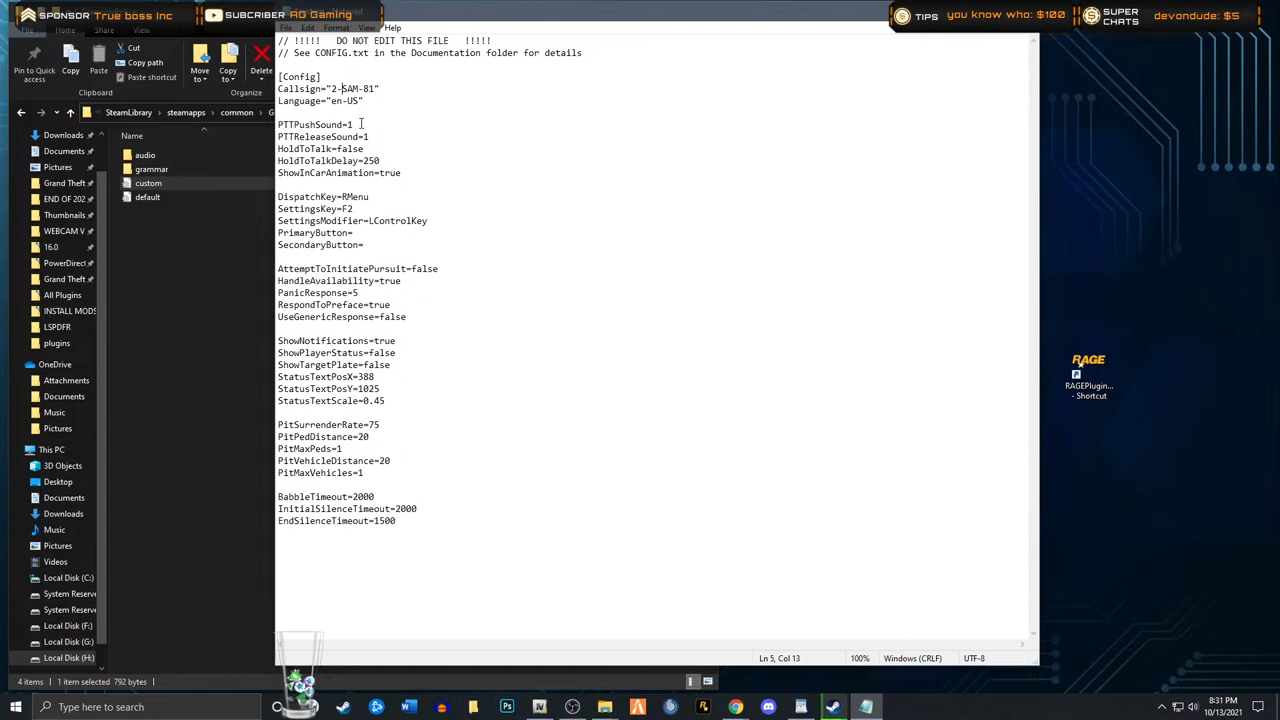 SPONSOR True boss Inc
SUBSCRIBER AG Gaming
TIPS you know who: $100
SUPER CHATS devondude: $5
File Edit Format View Help
// !!!!! DO NOT EDIT THIS FILE !!!!!
// See CONFIG.txt in the Documentation folder for details
[Config]
Callsign="2-SAM-81"
Language="en-US"
PTTPushSound=1
PTTReleaseSound=1
HoldToTalk=false
HoldToTalkDelay=250
ShowInCarAnimation=true
DispatchKey=RMenu
SettingsKey=F2
SettingsModifier=LControlKey
PrimaryButton=
SecondaryButton=
AttemptToInitiatePursuit=false
HandleAvailability=true
PanicResponse=5
RespondToPreface=true
UseGenericResponse=false
ShowNotifications=true
ShowPlayerStatus=false
ShowTargetPlate=false
StatusTextPosX=388
StatusTextPosY=1025
StatusTextScale=0.45
PitSurrenderRate=75
PitPedDistance=20
PitMaxPeds=1
PitVehicleDistance=20
PitMaxVehicles=1
BabbleTimeout=2000
InitialSilenceTimeout=2000
EndSilenceTimeout=1500
Ln 5, Col 13 100% Windows (CRLF) UTF-8
Pin to Quick access
Copy
Paste
Cut
Copy path
Paste shortcut
Move to
Copy to
Delete
Clipboard
Organize
SteamLibrary > steamapps > common > G
Name
audio
grammar
custom
default
Downloads
Documents
Pictures
Grand Theft
END OF 202
Thumbnails
WEBCAM V
16.0
PowerDirect
Grand Theft
All Plugins
INSTALL MODS
LSPDFR
plugins
OneDrive
Attachments
Documents
Music
Pictures
This PC
3D Objects
Desktop
Documents
Downloads
Music
Pictures
Videos
Local Disk (C:)
System Reserve
System Reserve
Local Disk (F:)
Local Disk (G:)
Local Disk (H:)
4 items 1 item selected 792 bytes
RAGE
RAGEPlugin...
- Shortcut
Type here to search
8:31 PM
10/13/2021